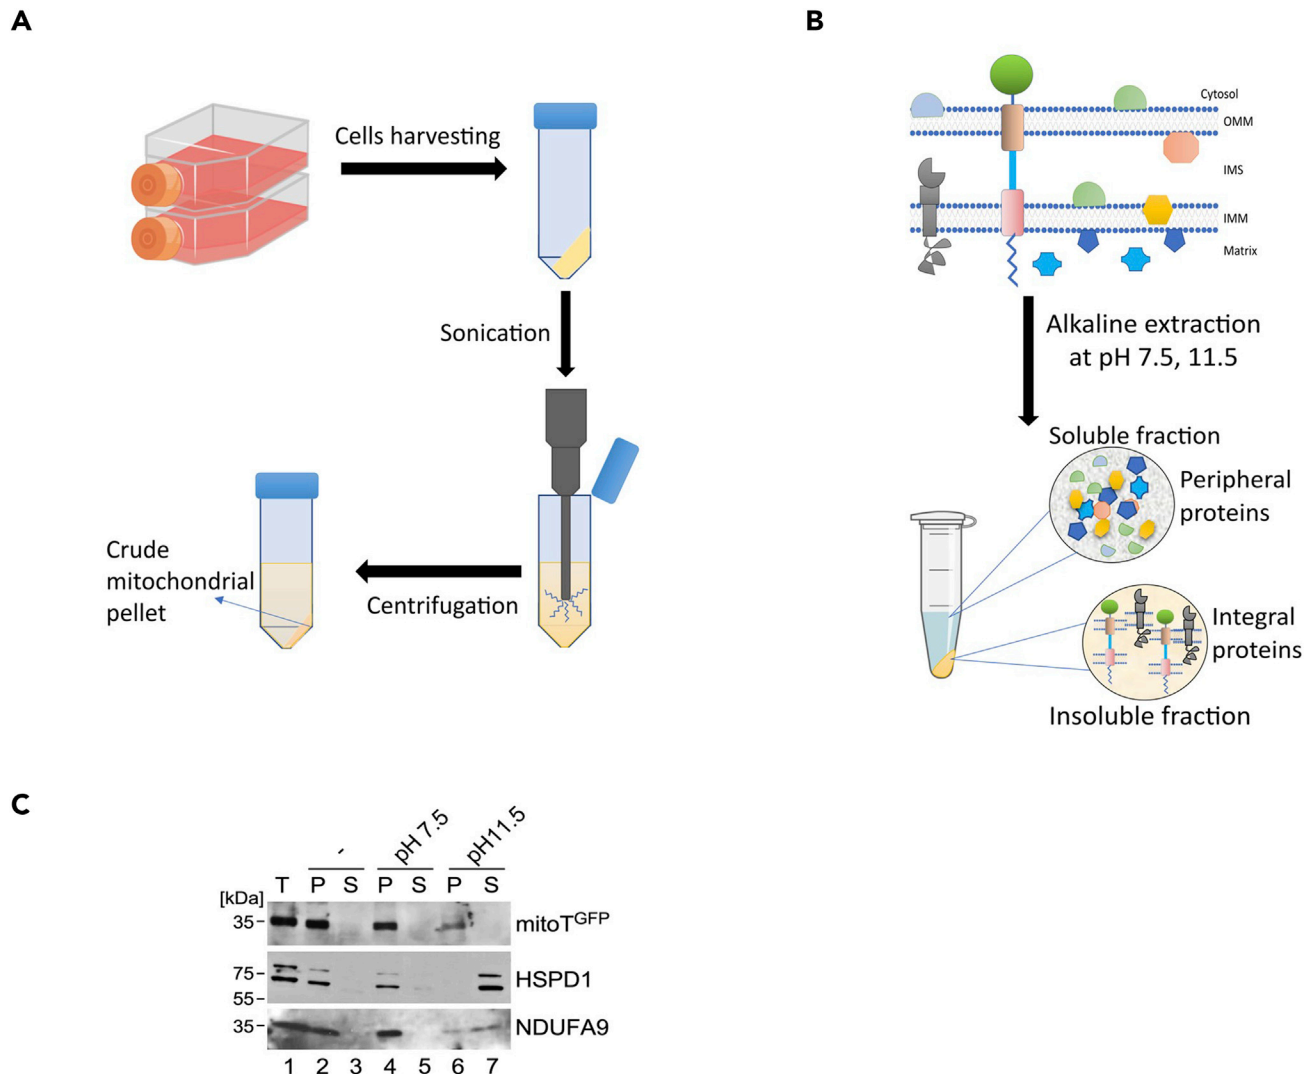 A
B
Cells harvesting
Sonication
Centrifugation
Crude
mitochondrial
pellet
Cytosol
OMM
IMS
IMM
Matrix
Alkaline extraction
at pH 7.5, 11.5
Soluble fraction
Peripheral
proteins
Integral
proteins
Insoluble fraction
C
- pH 7.5 pH11.5
T P S P S P S
[kDa]
35 mitoTGFP
75
HSPD1
55
35 NDUFA9
1 2 3 4 5 6 7